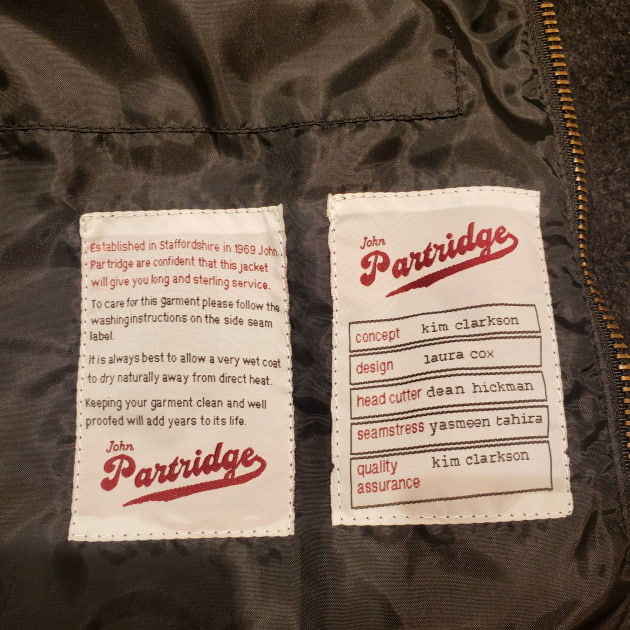 Established in Staffordshire in 1969 John
Partridge are confident that this jacket
will give you long and sterling service.
To care for this garment please follow the
washing instructions on the side seam
label.
It is always best to allow a very wet coat
to dry naturally away from direct heat.
Keeping your garment clean and well
proofed will add years to its life.
John
Partridge
John
Partridge
concept kim clarkson
design laura cox
head cutter dean hickman
seamstress yasmeen tahira
quality kim clarkson
assurance